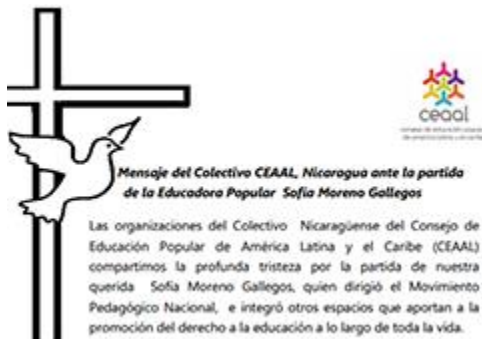 ceaal
Mensaje del Colectivo CEAAL, Nicaragua ante la partida
de la Educadora Popular Sofía Moreno Gallegos
Las organizaciones del Colectivo Nicaragüense del Consejo de
Educación Popular de América Latina y el Caribe (CEAAL)
compartimos la profunda tristeza por la partida de nuestra
querida Sofia Moreno Gallegos, quien dirigió el Movimiento
Pedagógico Nacional, e integró otros espacios que aportan a la
promoción del derecho a la educación a lo largo de toda la vida.